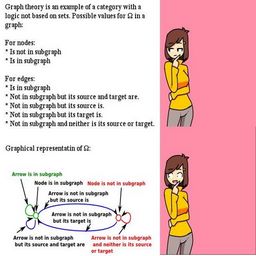 Graph theory is an example of a category with a
logic not based on sets. Possible values for Ω in a
graph:
For nodes:
* Is not in subgraph
* Is in subgraph
For edges:
* Is in subgraph
* Not in subgraph but its source and target are.
* Not in subgraph but its source is.
* Not in subgraph but its target is.
* Not in subgraph and neither is its source or target.
Graphical representatin of Ω:
Arrow is in subgraph
Node is in subgraph
Node is not in subgraph
Arrow is not in subgraph
but its source is
Arrow is not in subgraph
but its target is
Arrow is not in subgraph
but its source and target are
Arrow is not in subgraph
and neither is its source
or target